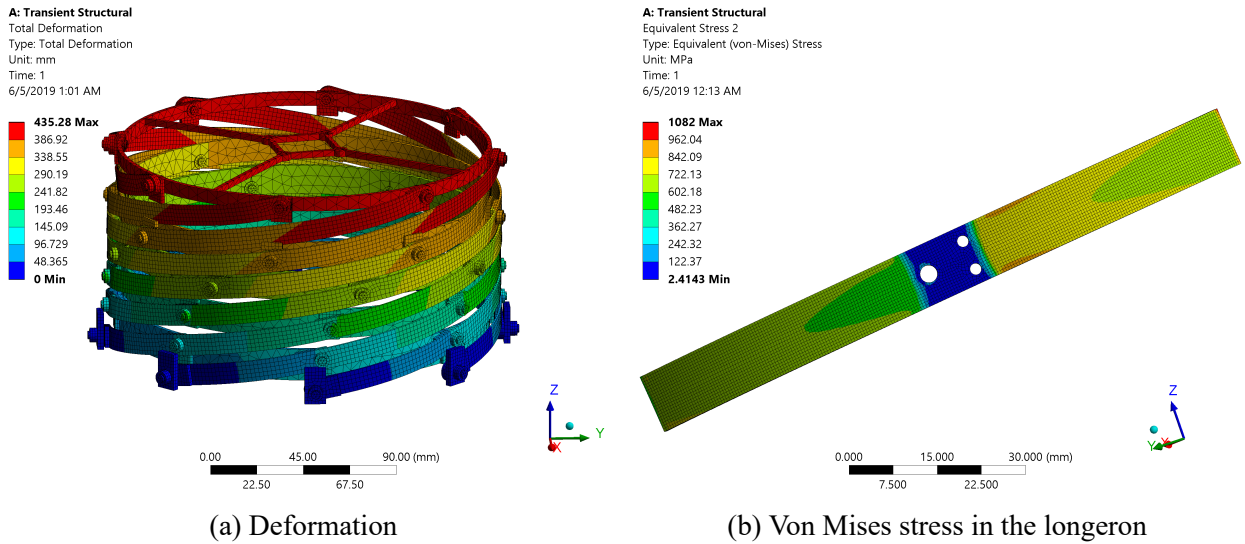 A: Transient Structural
Total Deformation
Type: Total Deformation
Unit: mm
Time: 1
6/5/2019 1:01 AM
435.28 Max
386.92
338.55
290.19
241.82
193.46
145.09
96.729
48.365
0 Min
Z
Y
X
0.00 45.00 90.00 (mm)
22.50 67.50
(a) Deformation
A: Transient Structural
Equivalent Stress 2
Type: Equivalent (von-Mises) Stress
Unit: MPa
Time: 1
6/5/2019 12:13 AM
1082 Max
962.04
842.09
722.13
602.18
482.23
362.27
242.32
122.37
2.4143 Min
Z
Y X
0.000 15.000 30.000 (mm)
7.500 22.500
(b) Von Mises stress in the longeron